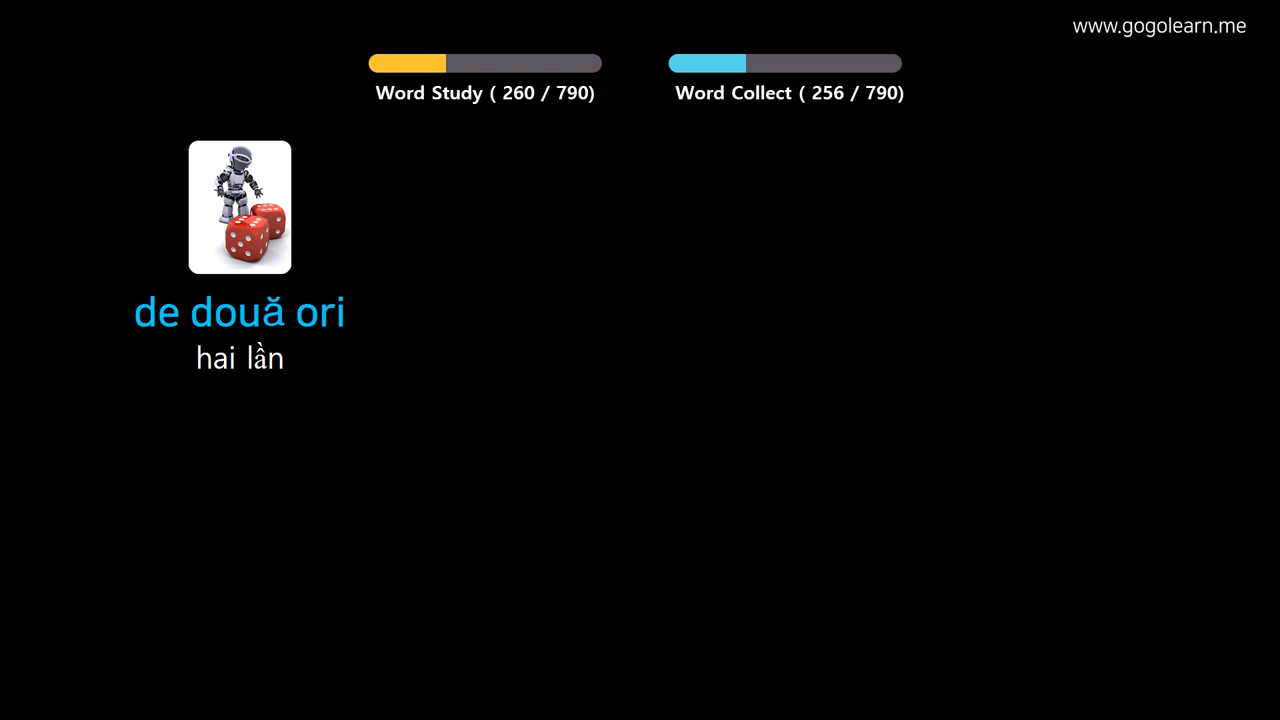 www.gogolearn.me
Word Study ( 260 / 790)
Word Collect ( 256 / 790)
de două ori
hai lần